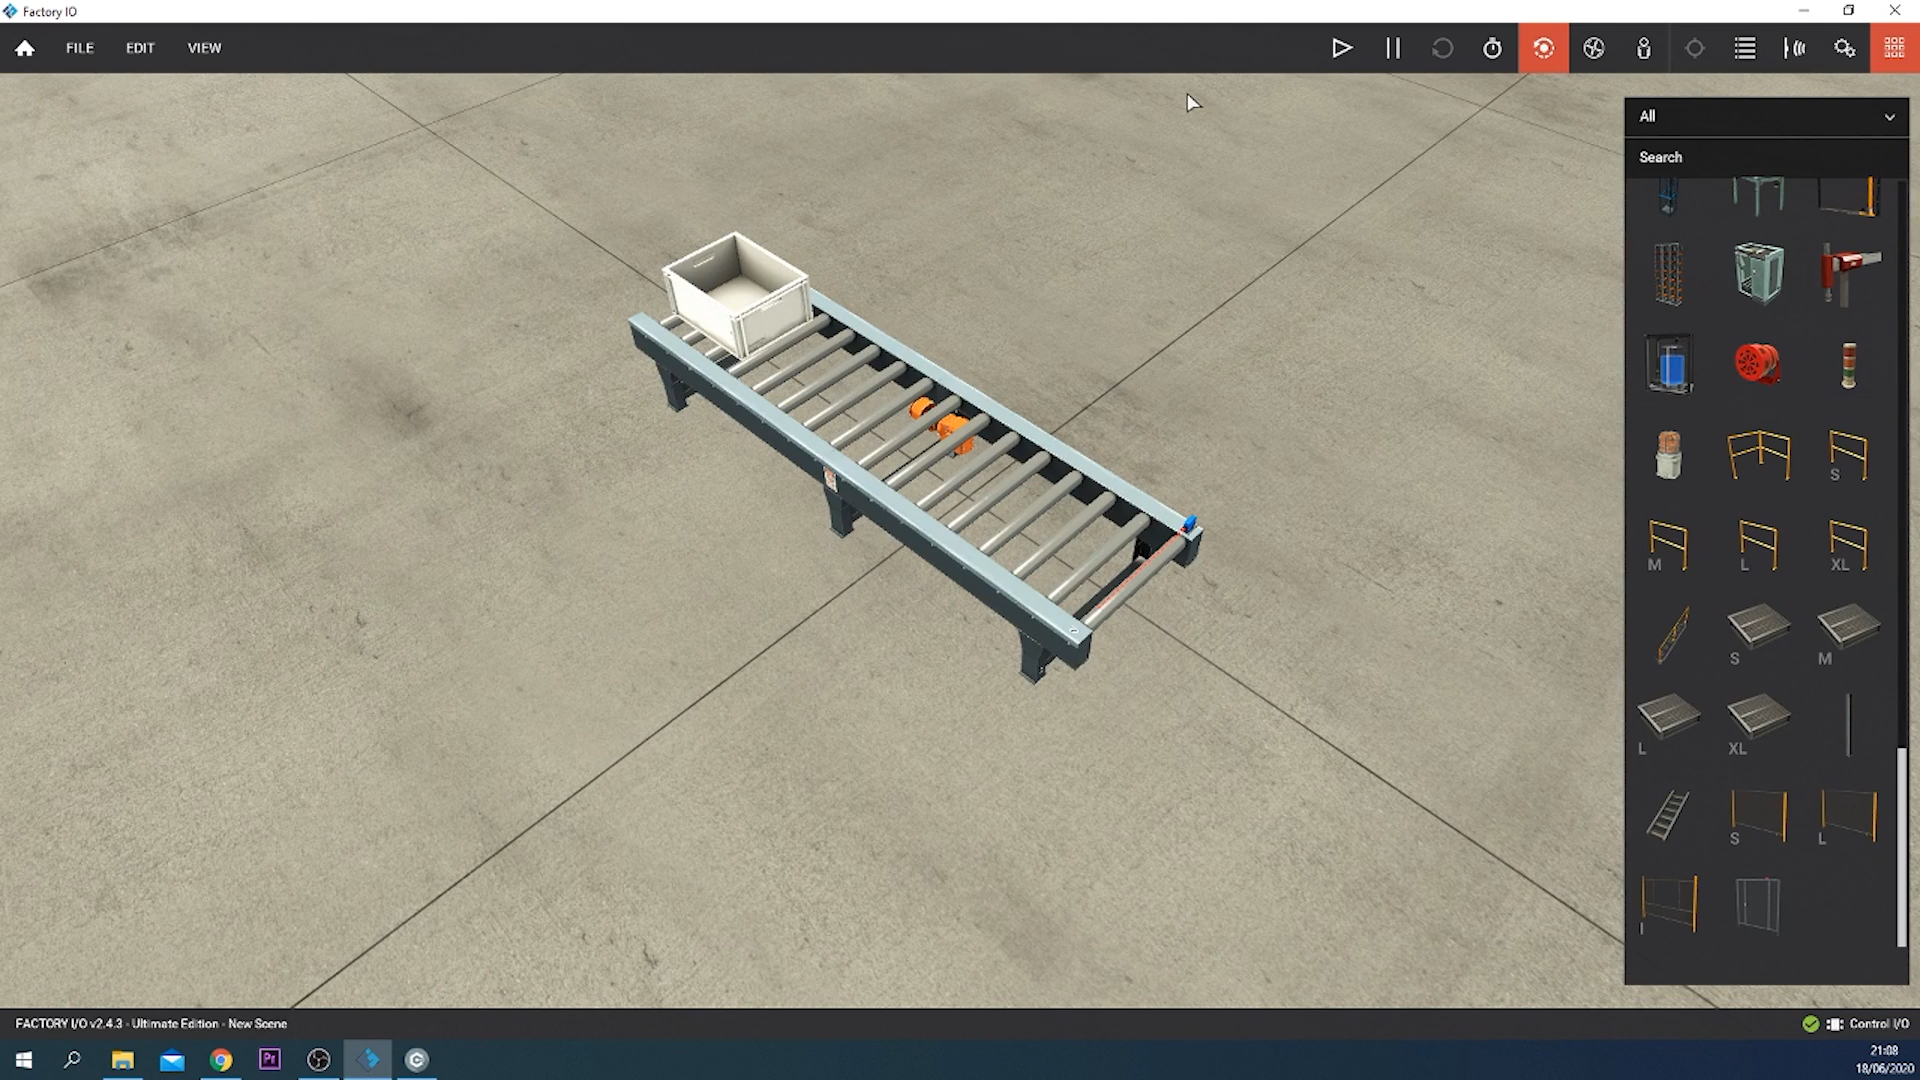 Factory IO
FILE EDIT VIEW
All
Search
S
M L XL
S M
L XL
S L
FACTORY I/O v2.4.3 - Ultimate Edition - New Scene
Control I/O
Pr
21:08
18/06/2020